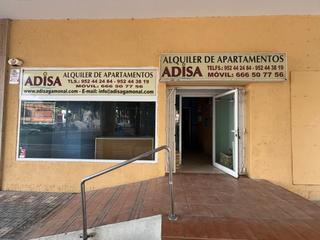 ADISA
ALQUILER DE APARTAMENTOS
TLS.: 952 44 24 84 - 952 44 38 19
MÓVIL: 666 50 77 56
www.adisagamonal.com - E-mail: info@adisagamonal.com
ALQUILER DE APARTAMENTOS
ADISA
TELFS.: 952 44 24 84 - 952 44 38 19
MÓVIL: 666 50 77 56